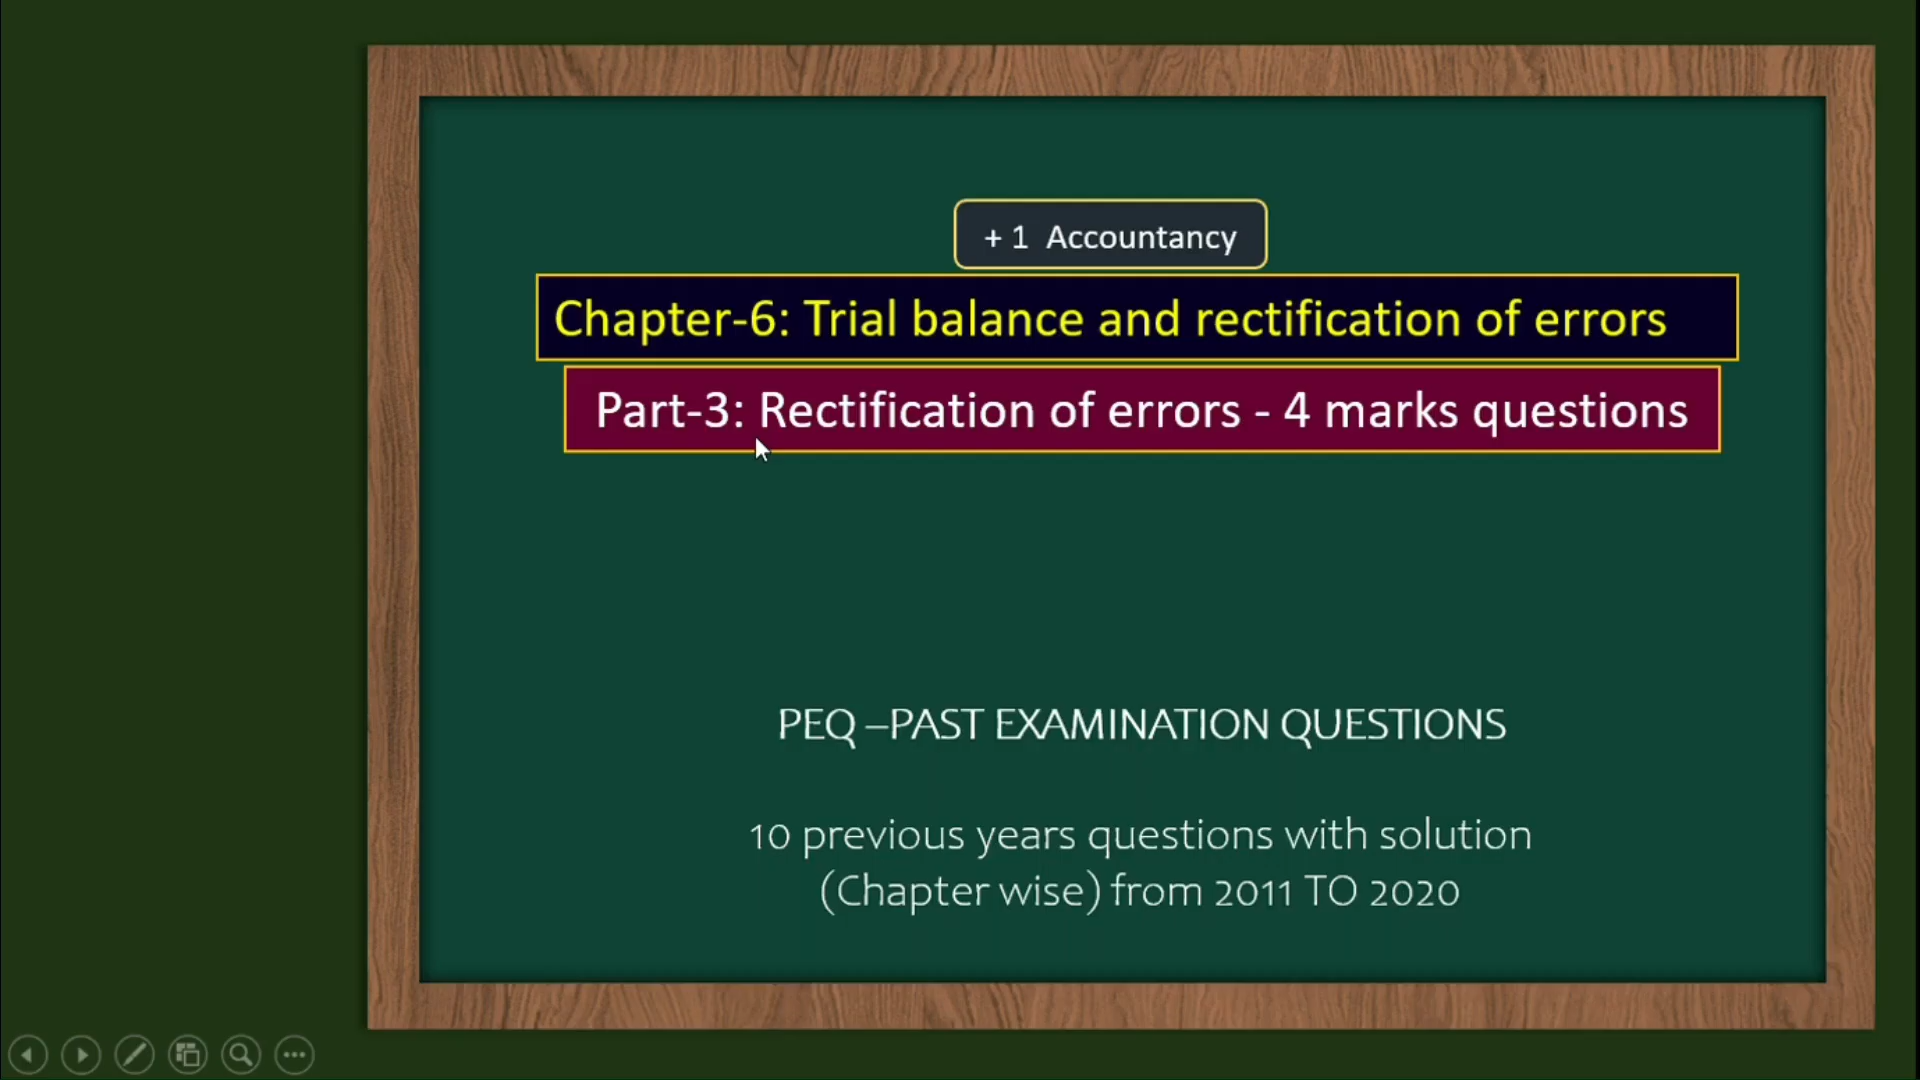 + 1 Accountancy
Chapter-6: Trial balance and rectification of errors
Part-3: Rectification of errors - 4 marks questions
PEQ –PAST EXAMINATION QUESTIONS
10 previous years questions with solution
(Chapter wise) from 2011 TO 2020